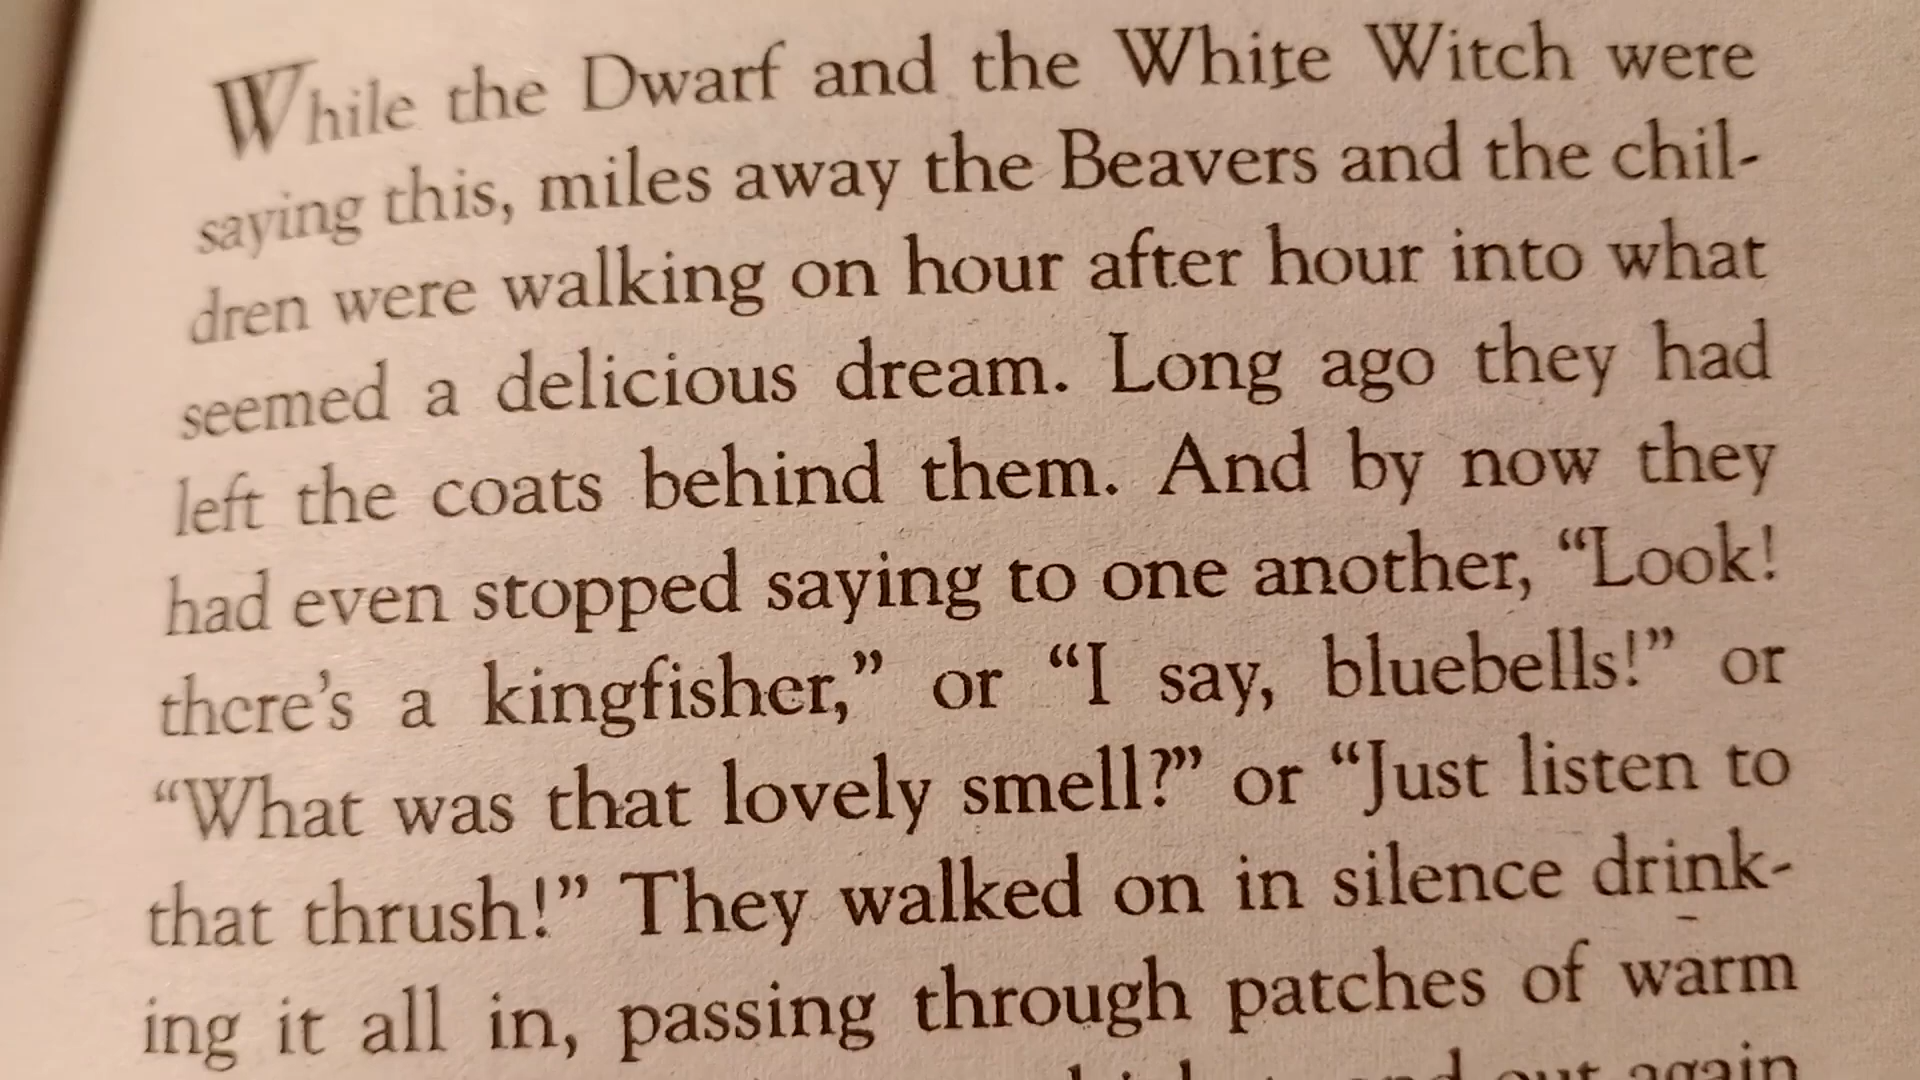 While the Dwarf and the White Witch were
saying this, miles away the Beavers and the chil-
dren were walking on hour after hour into what
seemed a delicious dream. Long ago they had
left the coats behind them. And by now they
had even stopped saying to one another, “Look!
there’s a kingfisher,” or “I say, bluebells!” or
“What was that lovely smell?” or “Just listen to
that thrush!” They walked on in silence drink-
ing it all in, passing through patches of warm
and out again